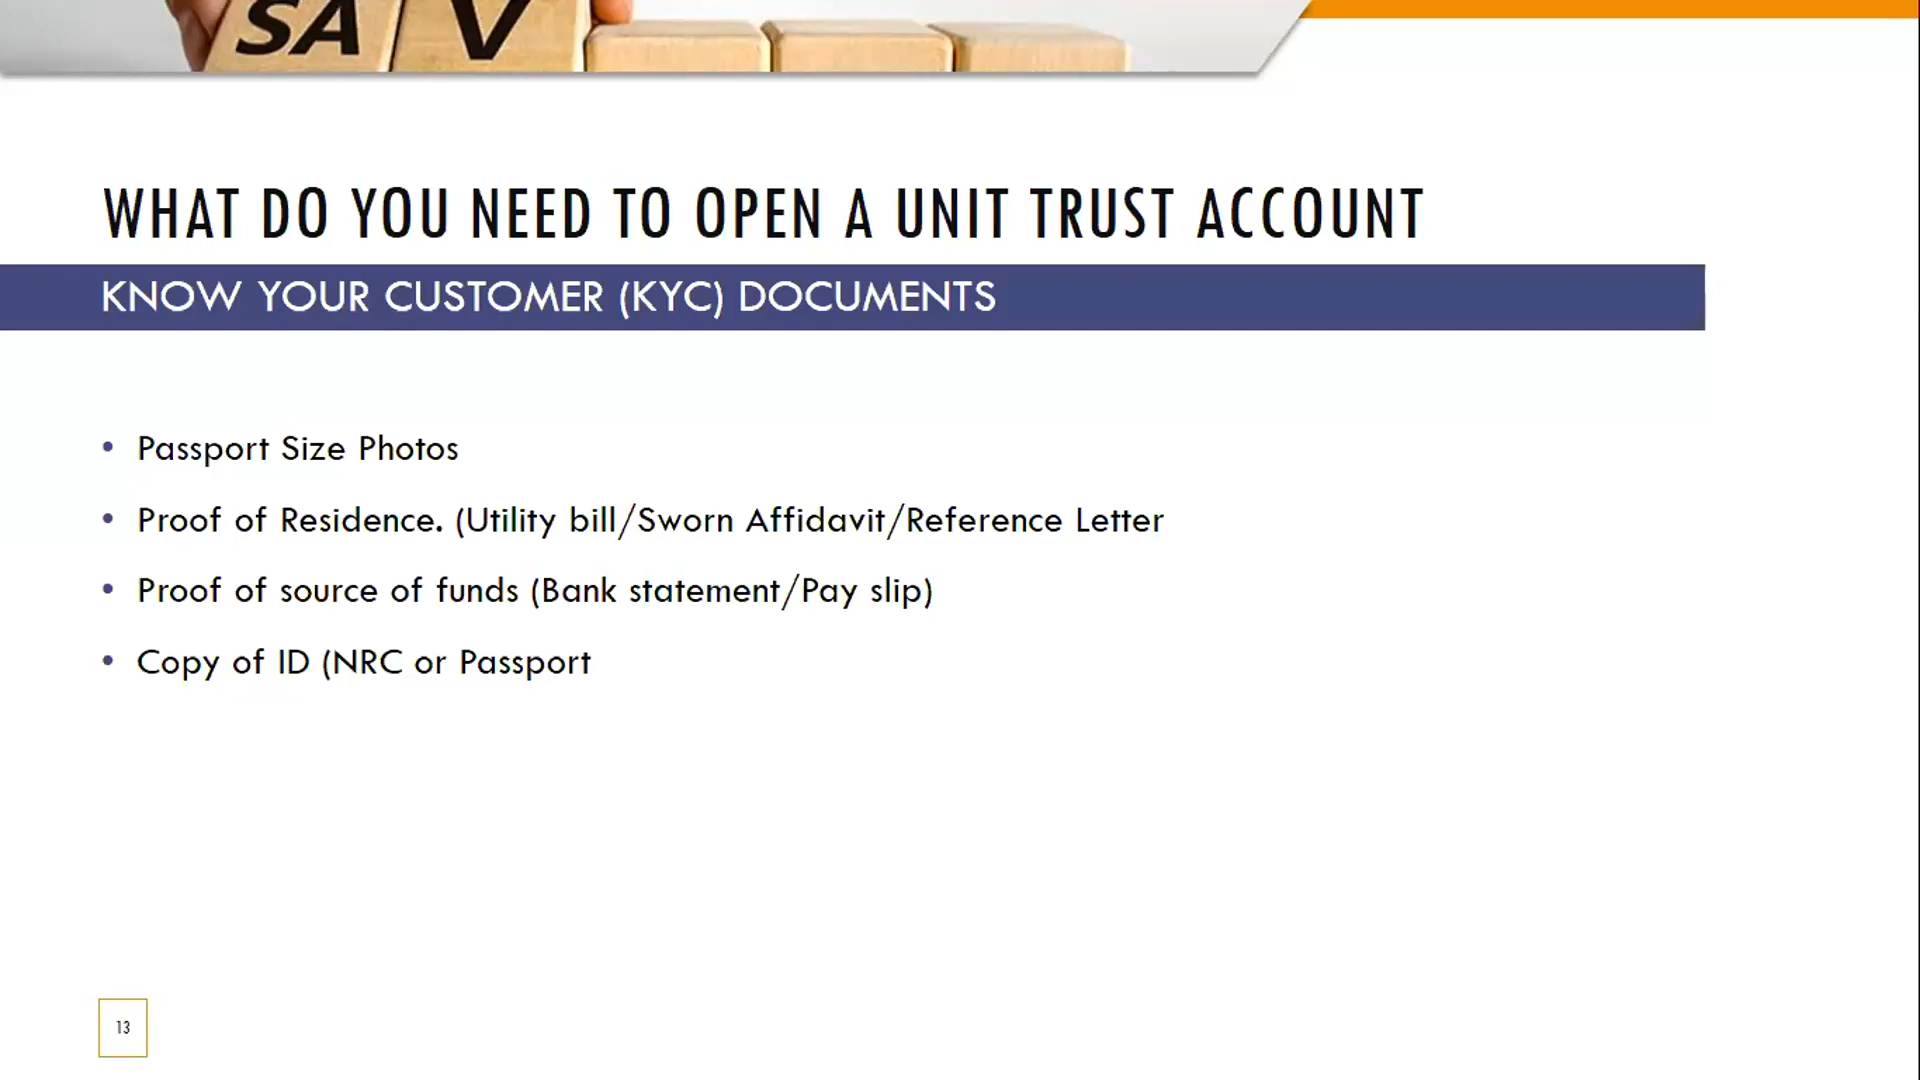 SA V
WHAT DO YOU NEED TO OPEN A UNIT TRUST ACCOUNT
KNOW YOUR CUSTOMER (KYC) DOCUMENTS
• Passport Size Photos
• Proof of Residence. (Utility bill/Sworn Affidavit/Reference Letter
• Proof of source of funds (Bank statement/Pay slip)
• Copy of ID (NRC or Passport
13